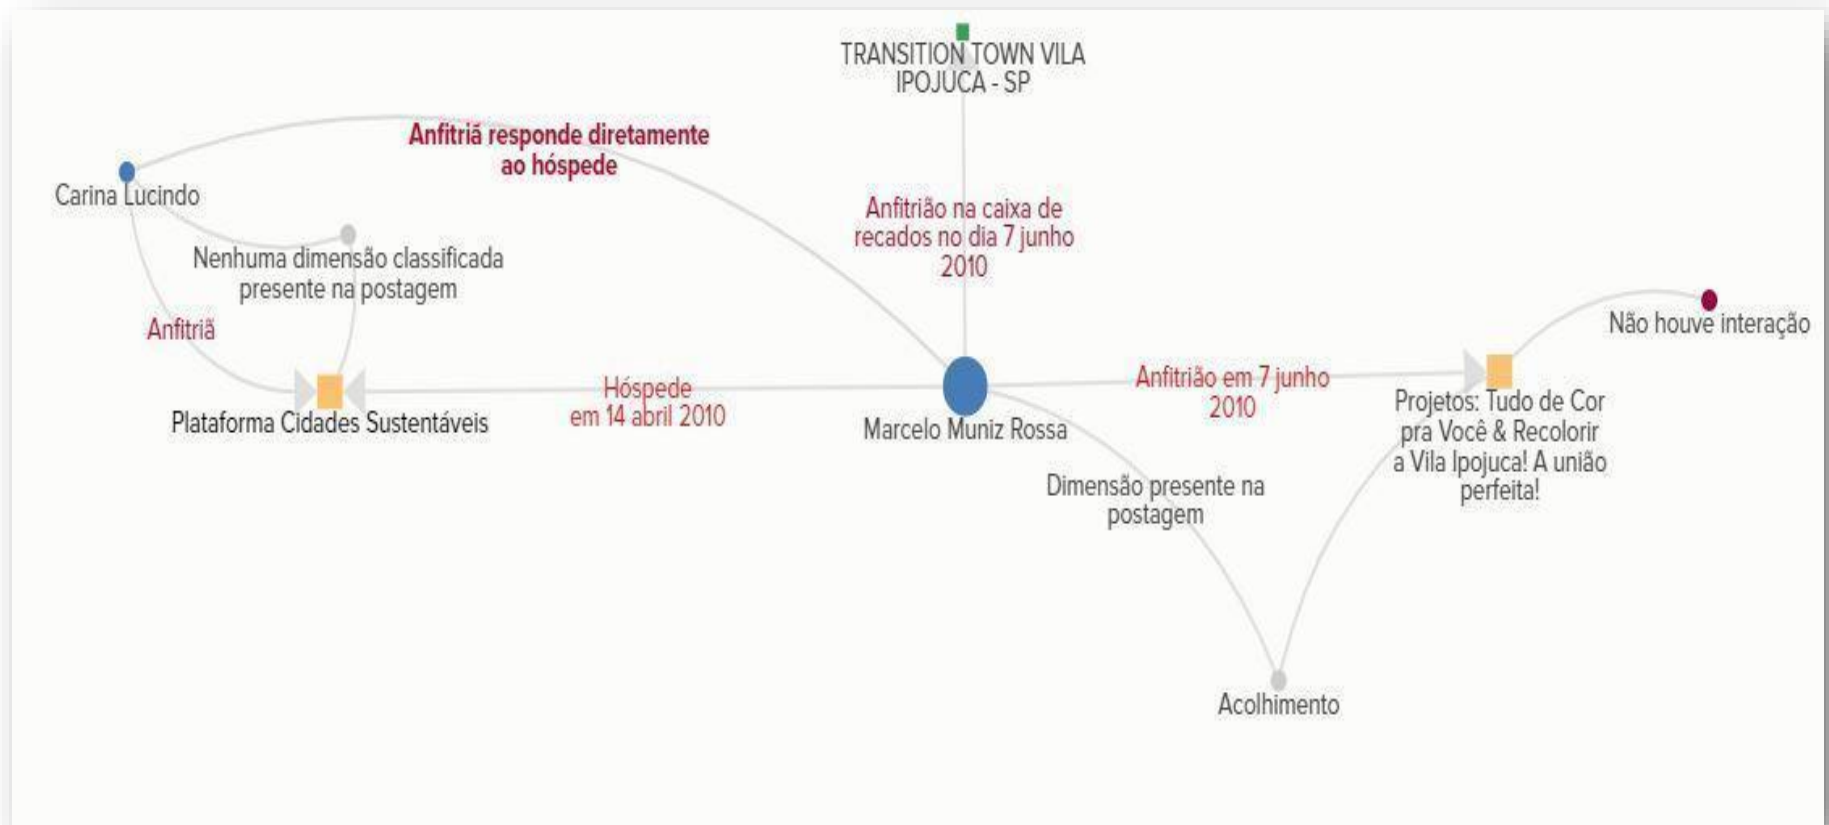 TRANSITION TOWN VILA
IPOJUCA - SP
Anfitriã responde diretamente
ao hóspede
Carina Lucindo
Anfitrião na caixa de
recados no dia 7 junho
2010
Nenhuma dimensão classificada
presente na postagem
Anfitriã
Não houve interação
Plataforma Cidades Sustentáveis
Hóspede
em 14 abril 2010
Marcelo Muniz Rossa
Anfitrião em 7 junho
2010
Projetos: Tudo de Cor
pra Você & Recolorir
a Vila Ipojuca! A união
perfeita!
Dimensão presente na
postagem
Acolhimento